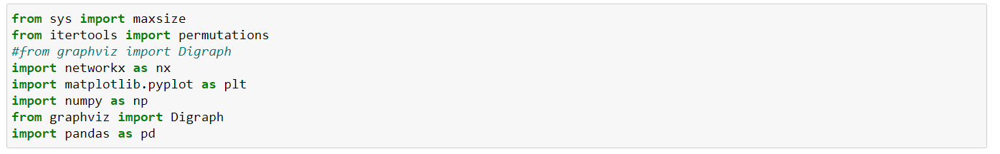 from sys import maxsize
from itertools import permutations
#from graphviz import Digraph
import networkx as nx
import matplotlib.pyplot as plt
import numpy as np
from graphviz import Digraph
import pandas as pd